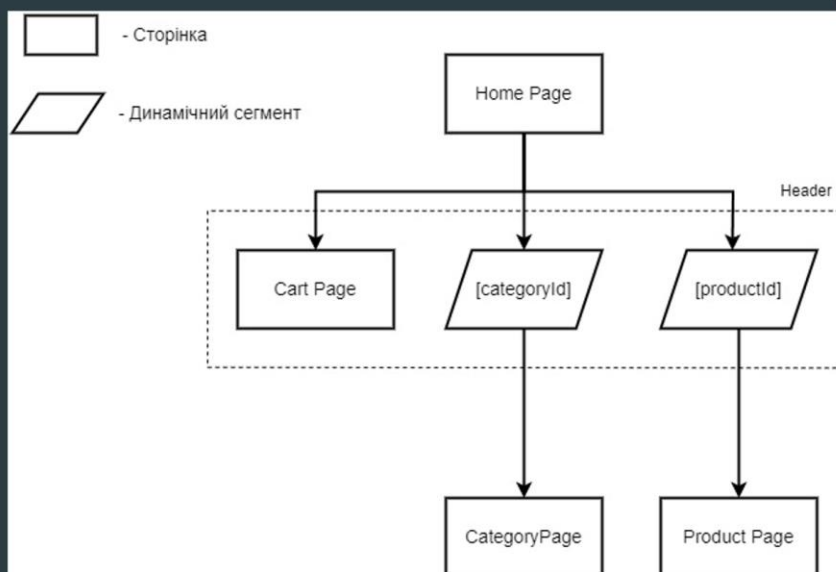 - Сторінка
- Динамічний сегмент
Home Page
Header
Cart Page
[categoryId]
[productId]
CategoryPage
Product Page